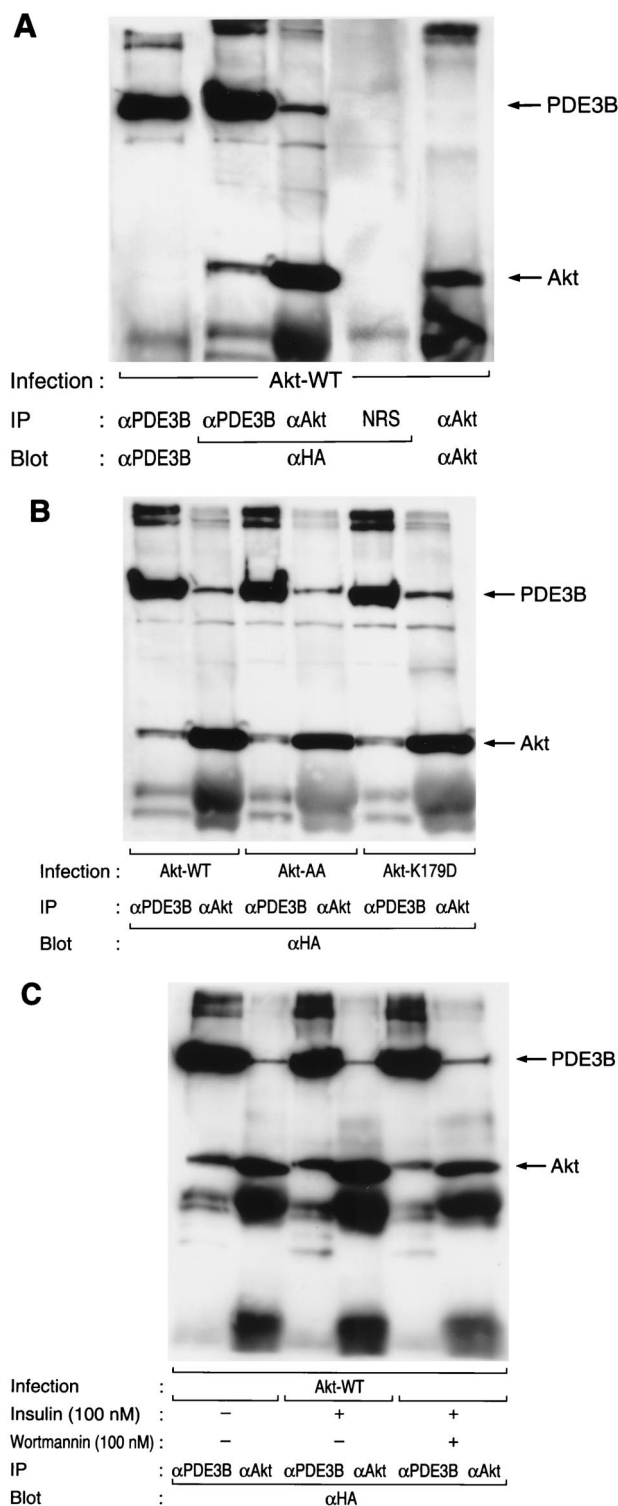 A
PDE3B
Akt
Infection : Akt-WT
IP : αPDE3B αPDE3B αAkt NRS αAkt
Blot : αPDE3B αHA αAkt
B
PDE3B
Akt
Infection : Akt-WT Akt-AA Akt-K179D
IP : αPDE3B αAkt αPDE3B αAkt αPDE3B αAkt
Blot : αHA
C
PDE3B
Akt
Infection : Akt-WT
Insulin (100 nM) : − + +
Wortmannin (100 nM) : − − +
IP : αPDE3B αAkt αPDE3B αAkt αPDE3B αAkt
Blot : αHA